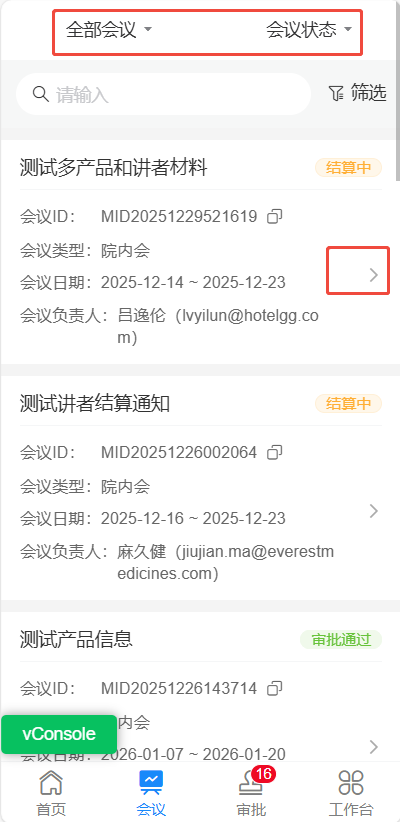 全部会议 会议状态
请输入 筛选
测试多产品和讲者材料 结算中
会议ID： MID20251229521619
会议类型：院内会
会议日期：2025-12-14 ~ 2025-12-23
会议负责人：吕逸伦（lvyilun@hotelgg.co
m）
测试讲者结算通知 结算中
会议ID： MID20251226002064
会议类型：院内会
会议日期：2025-12-16 ~ 2025-12-23
会议负责人：麻久健（jiujian.ma@everestm
edicines.com）
测试产品信息 审批通过
会议ID： MID20251226143714
vConsole 内会
会议日期：2026-01-07 ~ 2026-01-20
16
首页 会议 审批 工作台